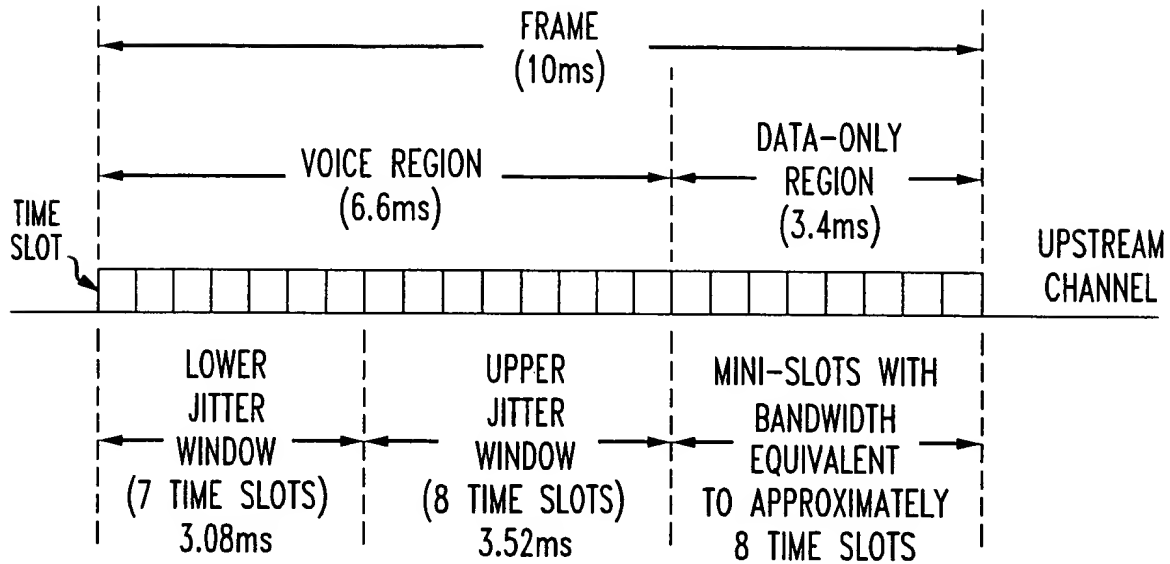 FRAME
(10ms)
VOICE REGION
(6.6ms)
DATA-ONLY
REGION
(3.4ms)
TIME
SLOT
UPSTREAM
CHANNEL
LOWER
JITTER
WINDOW
(7 TIME SLOTS)
3.08ms
UPPER
JITTER
WINDOW
(8 TIME SLOTS)
3.52ms
MINI-SLOTS WITH
BANDWIDTH
EQUIVALENT
TO APPROXIMATELY
8 TIME SLOTS